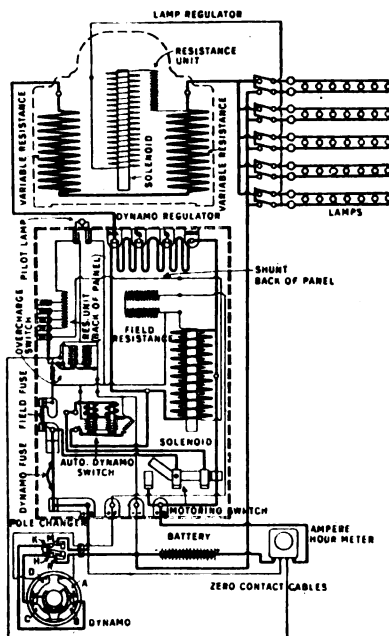 LAMP REGULATOR
RESISTANCE
UNIT
VARIABLE RESISTANCE
SOLENOID
VARIABLE RESISTANCE
LAMPS
DYNAMO REGULATOR
PILOT LAMP
SHUNT
BACK OF PANEL
OVERCHARGE
SWITCH
RES. UNIT
(BACK OF PANEL)
FIELD
RESISTANCE
FIELD FUSE
SOLENOID
AUTO. DYNAMO
SWITCH
DYNAMO FUSE
MOTORING SWITCH
POLE CHANGER
AMPERE
HOUR METER
BATTERY
K
M
H
D
A
C
B
ZERO CONTACT CABLES
DYNAMO